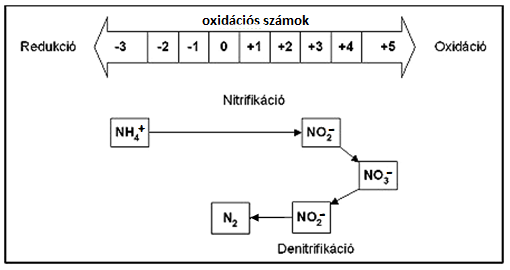 oxidációs számok
Redukció -3 -2 -1 0 +1 +2 +3 +4 +5 Oxidáció
Nitrifikáció
NH₄⁺ NO₂⁻
NO₃⁻
N₂ NO₂⁻
Denitrifikáció